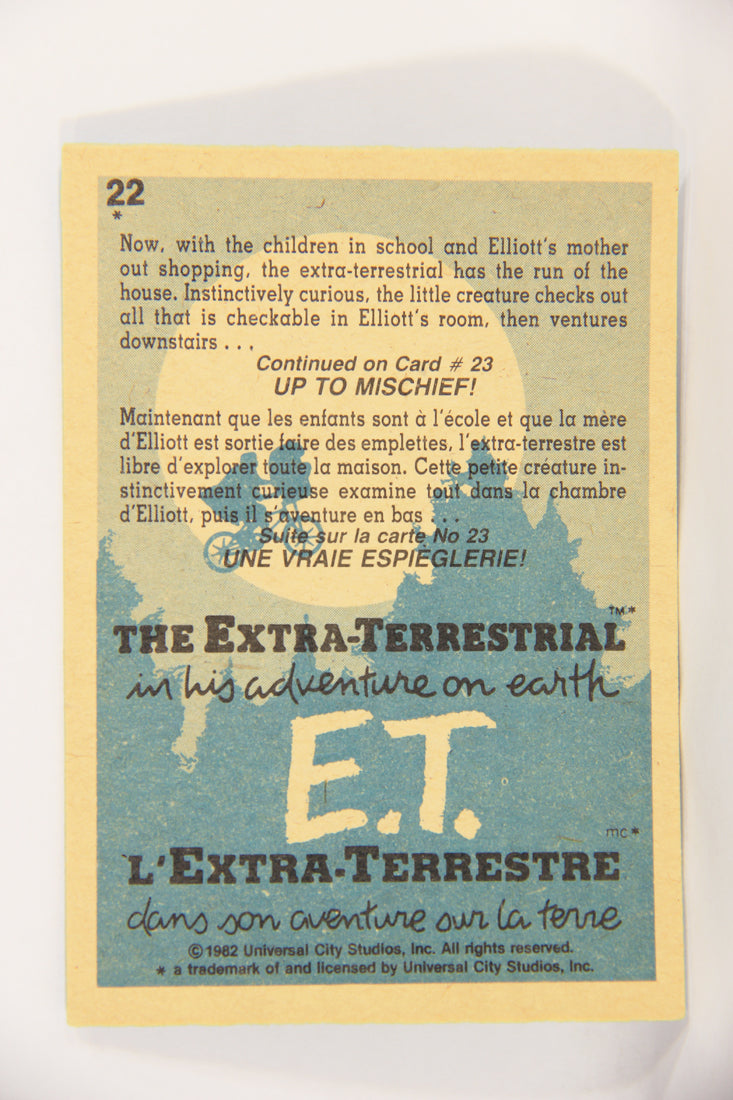 22
*
Now, with the children in school and Elliott's mother
out shopping, the extra-terrestrial has the run of the
house. Instinctively curious, the little creature checks out
all that is checkable in Elliott's room, then ventures
downstairs . . .
Continued on Card # 23
UP TO MISCHIEF!
Maintenant que les enfants sont à l'école et que la mère
d'Elliott est sortie faire des emplettes, l'extra-terrestre est
libre d'explorer toute la maison. Cette petite créature in-
stinctivement curieuse examine tout dans la chambre
d'Elliott, puis il s'aventure en bas . . .
Suite sur la carte No 23
UNE VRAIE ESPIÈGLERIE!
THE EXTRA-TERRESTRIAL TM*
in his adventure on earth
E.T.
mc*
L'EXTRA-TERRESTRE
dans son aventure sur la terre
©1982 Universal City Studios, Inc. All rights reserved.
* a trademark of and licensed by Universal City Studios, Inc.